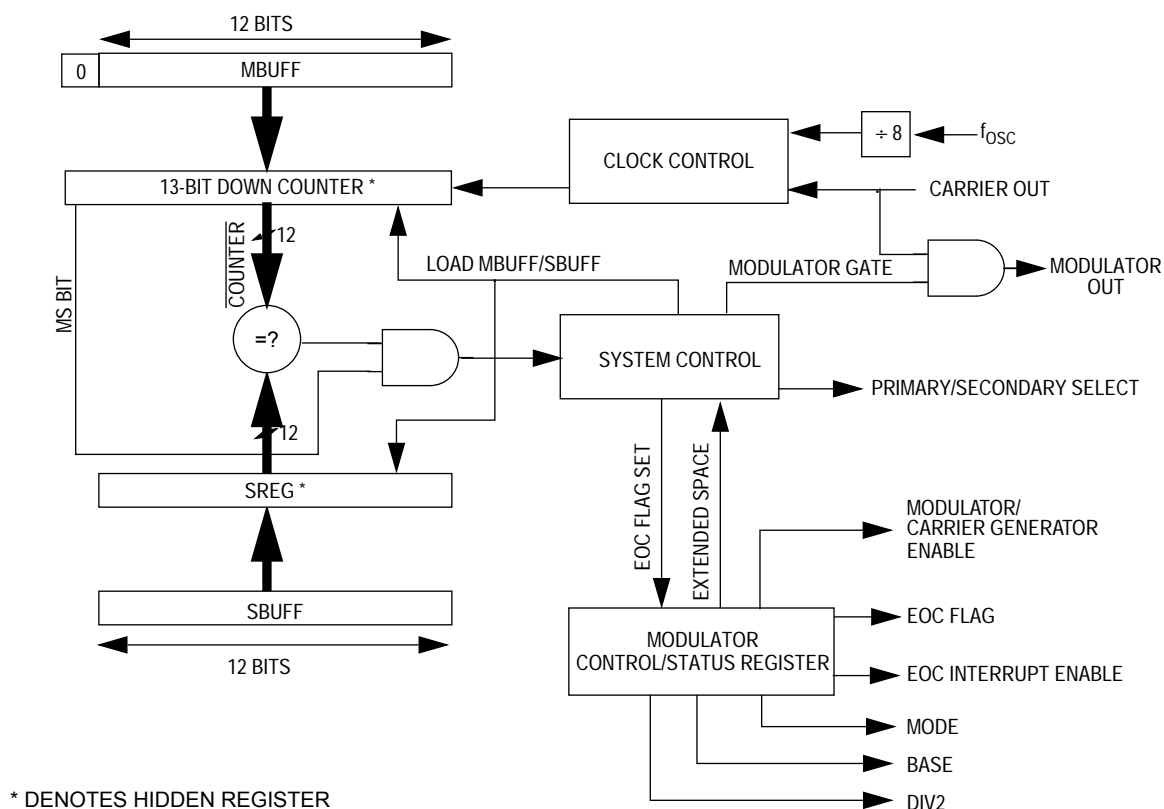 12 BITS
0
MBUFF
÷ 8
fOSC
CLOCK CONTROL
13-BIT DOWN COUNTER *
CARRIER OUT
12
COUNTER
LOAD MBUFF/SBUFF
MODULATOR GATE
MODULATOR
OUT
MS BIT
=?
SYSTEM CONTROL
PRIMARY/SECONDARY SELECT
12
SREG *
EOC FLAG SET
EXTENDED SPACE
MODULATOR/
CARRIER GENERATOR
ENABLE
SBUFF
EOC FLAG
MODULATOR
CONTROL/STATUS REGISTER
12 BITS
EOC INTERRUPT ENABLE
MODE
BASE
* DENOTES HIDDEN REGISTER
DIV2